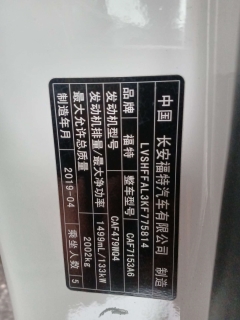 中国 长安福特汽车有限公司 制造
LVSHFFAL3KF775814
品牌 福特 整车型号 CAF7153A6
发动机型号 CAF479WQ4
发动机排量/最大净功率 1499mL/133kW
最大允许总质量 2002kg
制造年月 2019-04 乘坐人数 5